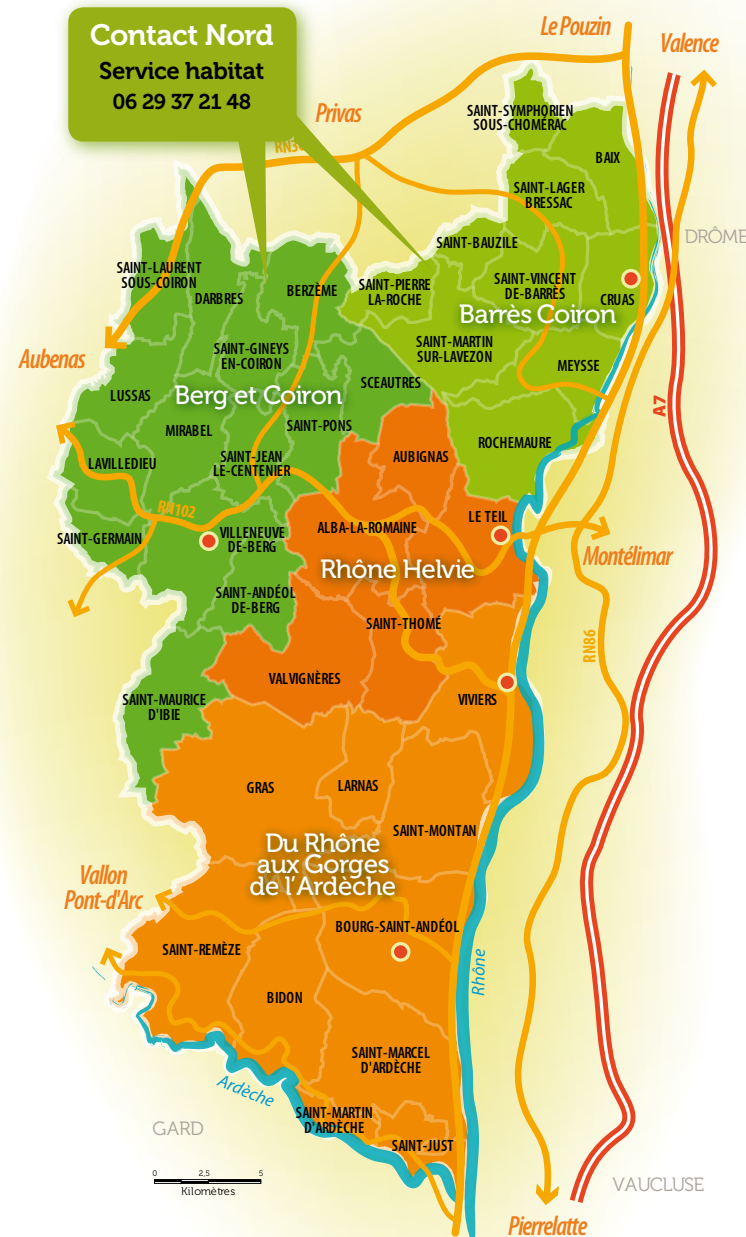 Contact Nord
Service habitat
06 29 37 21 48
Le Pouzin
Valence
Privas
SAINT-SYMPHORIEN
SOUS-CHOMÉRAC
BAIX
SAINT-LAGER
BRESSAC
DRÔME
SAINT-BAUZILE
SAINT-LAURENT
SOUS-COIRON
DARBRES
BERZÈME
SAINT-PIERRE
LA-ROCHE
SAINT-VINCENT
DE-BARRÈS
CRUAS
Barrès Coiron
Aubenas
SAINT-GINEYS
EN-COIRON
SAINT-MARTIN
SUR-LAVEZON
MEYSSE
SCEAUTRES
LUSSAS
Berg et Coiron
A7
MIRABEL
SAINT-PONS
ROCHEMAURE
LAVILLEDIEU
SAINT-JEAN
LE-CENTENIER
AUBIGNAS
RN102
LE TEIL
SAINT-GERMAIN
VILLENEUVE
DE-BERG
ALBA-LA-ROMAINE
Montélimar
Rhône Helvie
SAINT-ANDÉOL
DE-BERG
SAINT-THOMÉ
RN86
VALVIGNÈRES
SAINT-MAURICE
D'IBIE
VIVIERS
GRAS
LARNAS
SAINT-MONTAN
Du Rhône
aux Gorges
de l'Ardèche
Vallon
Pont-d'Arc
BOURG-SAINT-ANDÉOL
SAINT-REMÈZE
Rhône
BIDON
SAINT-MARCEL
D'ARDÈCHE
Ardèche
SAINT-MARTIN
D'ARDÈCHE
GARD
SAINT-JUST
0 2,5 5
Kilomètres
VAUCLUSE
Pierrelatte